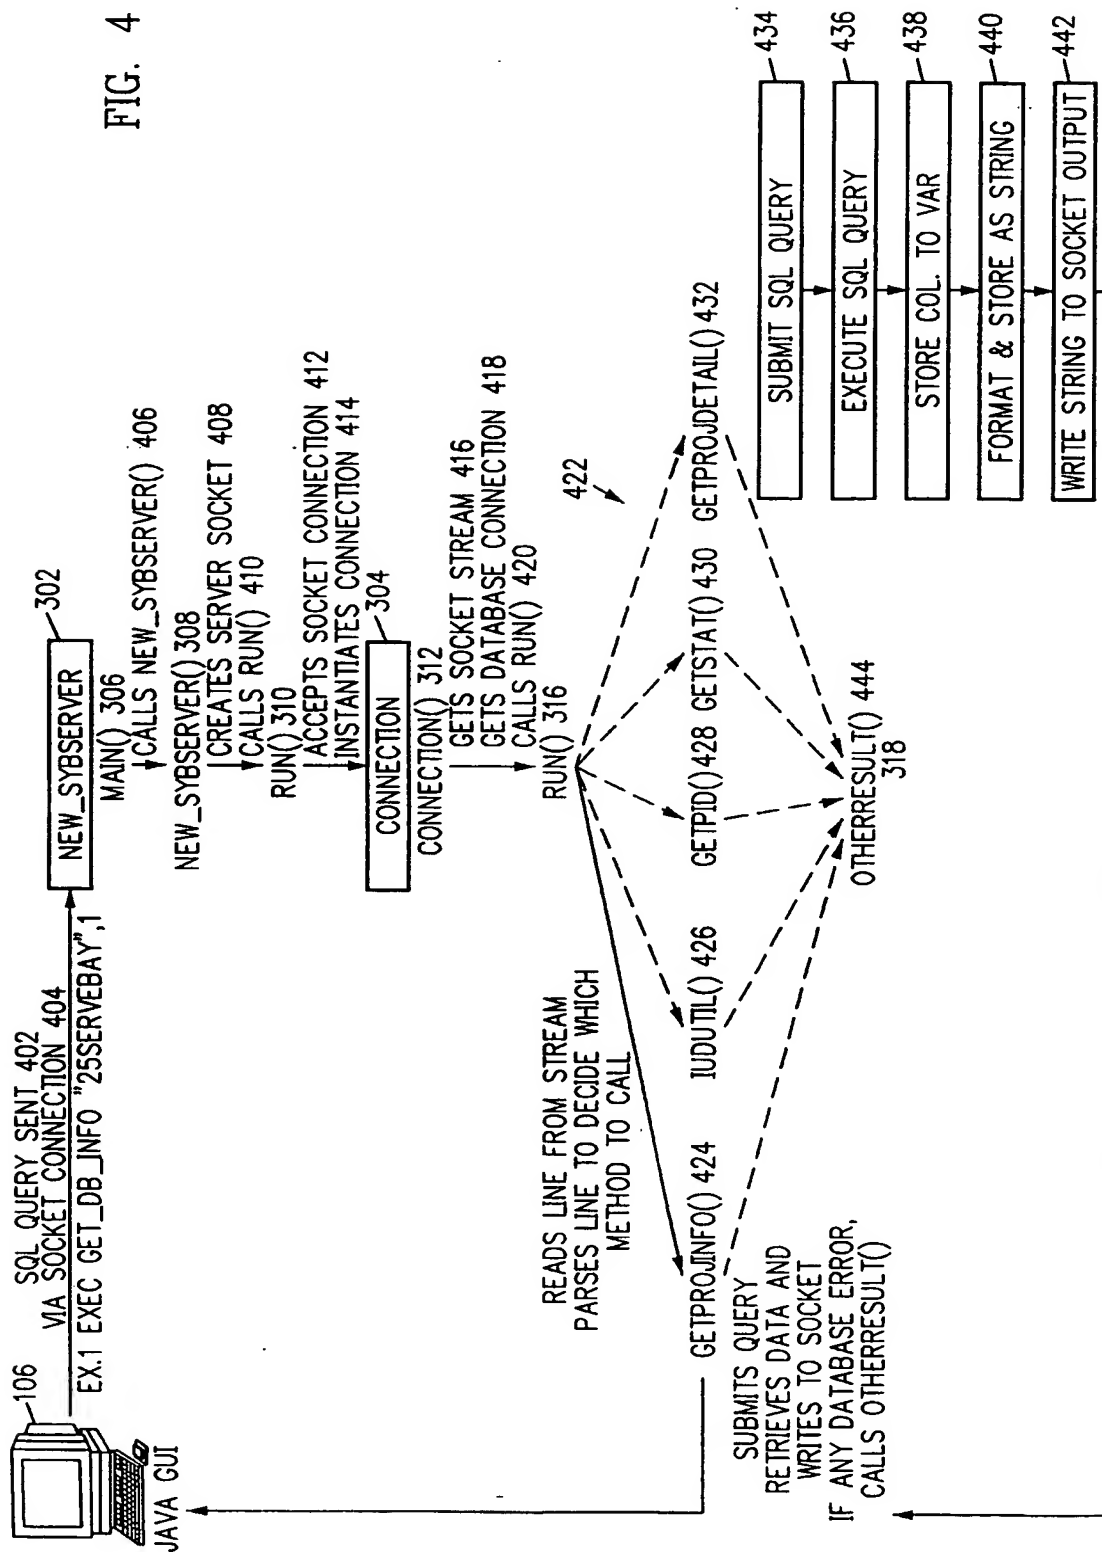 FIG. 4
106
JAVA GUI
SQL QUERY SENT 402
VIA SOCKET CONNECTION 404
EX.1 EXEC GET_DB_INFO "25SERVEBAY",1
302
NEW_SYBSERVER
MAIN() 306
CALLS NEW_SYBSERVER() 406
NEW_SYBSERVER() 308
CREATES SERVER SOCKET 408
CALLS RUN() 410
RUN() 310
ACCEPTS SOCKET CONNECTION 412
INSTANTIATES CONNECTION 414
304
CONNECTION
CONNECTION() 312
GETS SOCKET STREAM 416
GETS DATABASE CONNECTION 418
CALLS RUN() 420
RUN() 316
READS LINE FROM STREAM
PARSES LINE TO DECIDE WHICH
METHOD TO CALL
422
GETPROJINFO() 424
IUDUTIL() 426
GETPID() 428
GETSTAT() 430
GETPROJDETAIL() 432
SUBMITS QUERY
RETRIEVES DATA AND
WRITES TO SOCKET
IF ANY DATABASE ERROR,
CALLS OTHERRESULT()
OTHERRESULT() 444
318
SUBMIT SQL QUERY
434
EXECUTE SQL QUERY
436
STORE COL. TO VAR
438
FORMAT & STORE AS STRING
440
WRITE STRING TO SOCKET OUTPUT
442